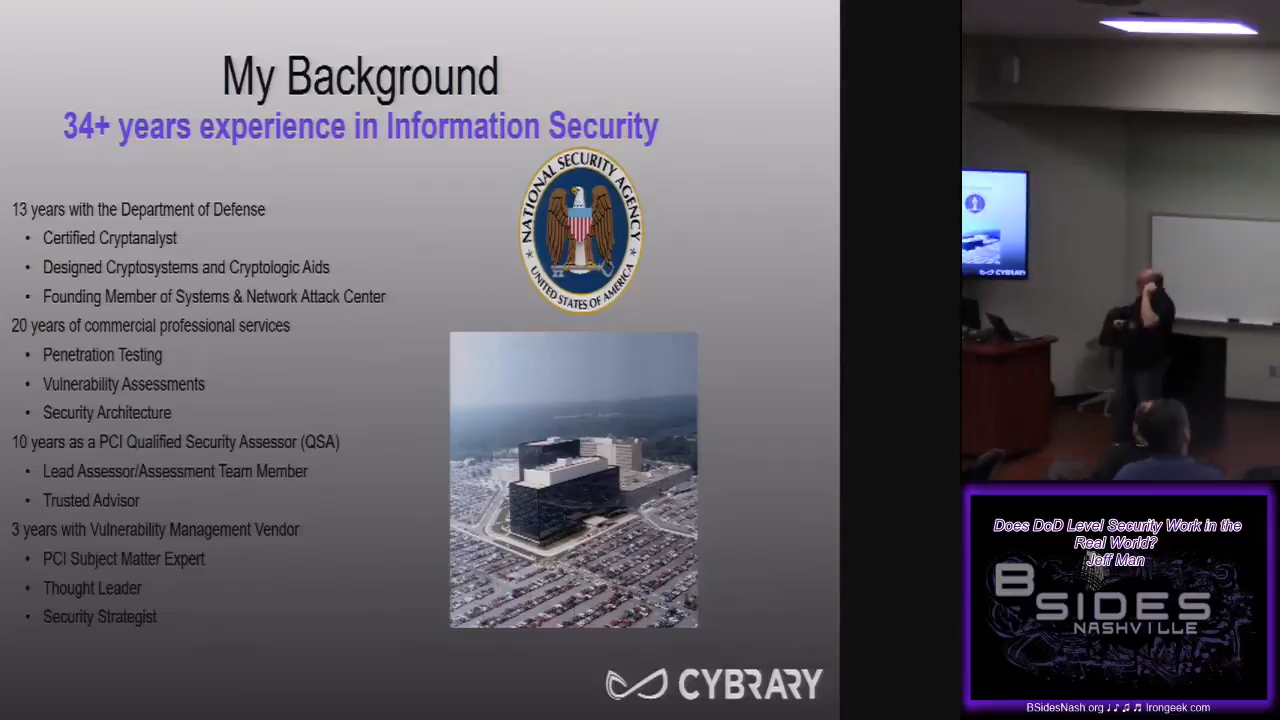 My Background
34+ years experience in Information Security
NATIONAL SECURITY AGENCY
UNITED STATES OF AMERICA
13 years with the Department of Defense
• Certified Cryptanalyst
• Designed Cryptosystems and Cryptologic Aids
• Founding Member of Systems & Network Attack Center
20 years of commercial professional services
• Penetration Testing
• Vulnerability Assessments
• Security Architecture
10 years as a PCI Qualified Security Assessor (QSA)
• Lead Assessor/Assessment Team Member
• Trusted Advisor
3 years with Vulnerability Management Vendor
• PCI Subject Matter Expert
• Thought Leader
• Security Strategist
CYBRARY
CYBRARY
Does DoD Level Security Work in the
Real World?
Jeff Man
BSIDES
NASHVILLE
BSidesNash.org ♩ ♪ ♫ ♬ Irongeek.com